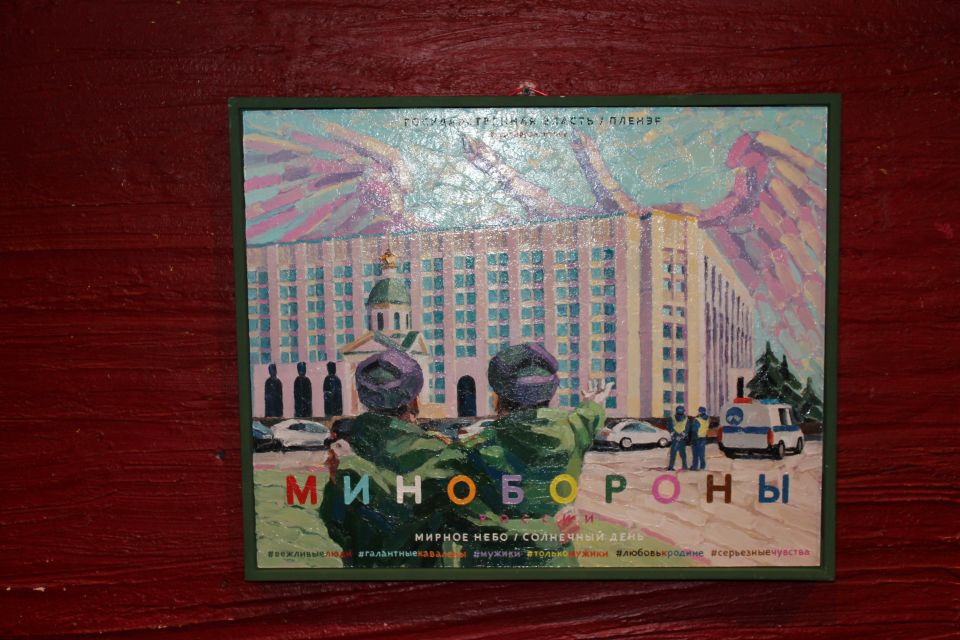 ГОСУДАРСТВЕННАЯ ВЛАСТЬ / ПЛЕНЭР
МИНОБОРОНЫ
РОССИИ
МИРНОЕ НЕБО / СОЛНЕЧНЫЙ ДЕНЬ
#вежливыелюди #галантныекавалеры #мужики #толькомужики #любовькродине #серьезныечувства